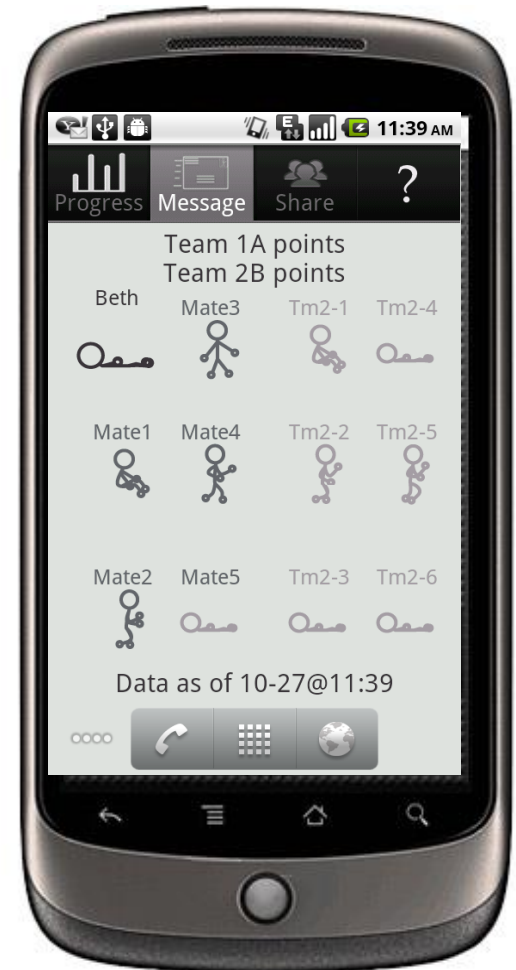 11:39 AM
Progress Message Share ?
Team 1A points
Team 2B points
Beth Mate3 Tm2-1 Tm2-4
Mate1 Mate4 Tm2-2 Tm2-5
Mate2 Mate5 Tm2-3 Tm2-6
Data as of 10-27@11:39